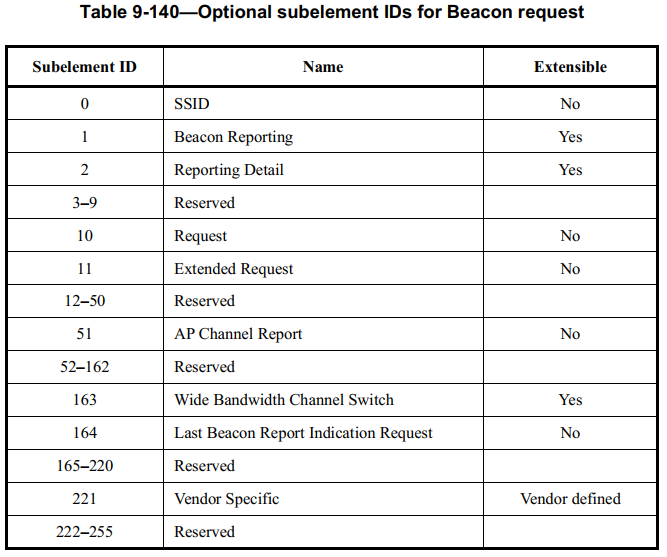 Table 9-140—Optional subelement IDs for Beacon request
Subelement ID Name Extensible
0 SSID No
1 Beacon Reporting Yes
2 Reporting Detail Yes
3–9 Reserved
10 Request No
11 Extended Request No
12–50 Reserved
51 AP Channel Report No
52–162 Reserved
163 Wide Bandwidth Channel Switch Yes
164 Last Beacon Report Indication Request No
165–220 Reserved
221 Vendor Specific Vendor defined
222–255 Reserved